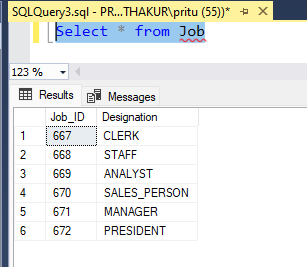 SQLQuery3.sql - PR...THAKUR\pritu (55))*
Select * from Job
123 %
Results Messages
Job_ID Designation
1 667 CLERK
2 668 STAFF
3 669 ANALYST
4 670 SALES_PERSON
5 671 MANAGER
6 672 PRESIDENT